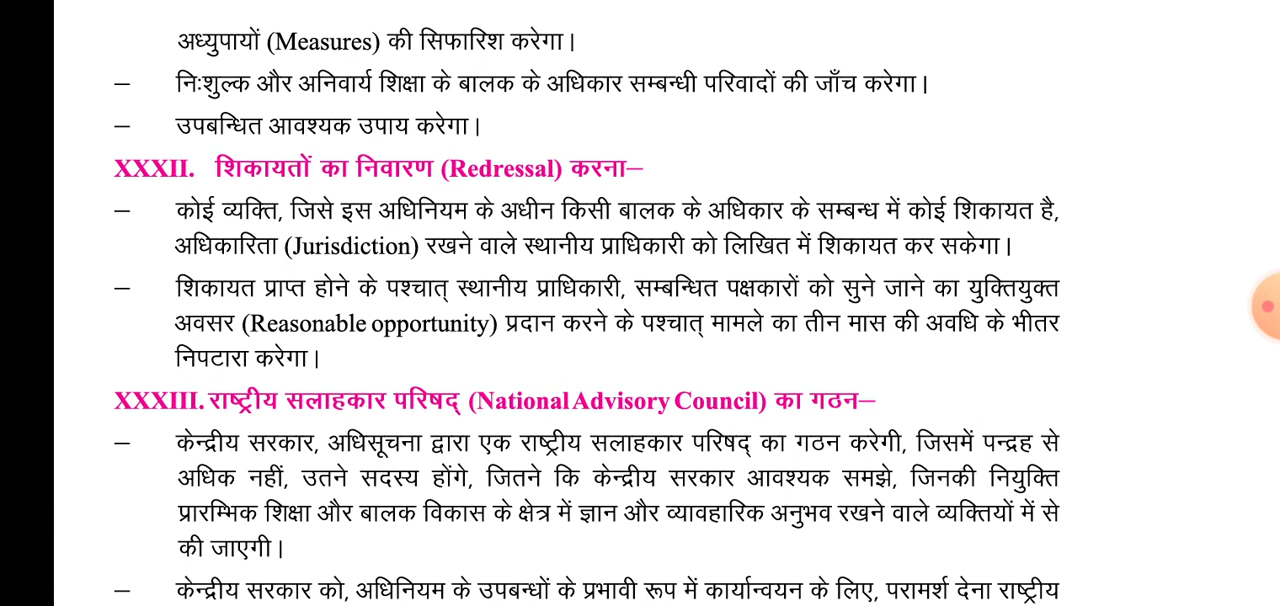 अध्युपायों (Measures) की सिफारिश करेगा।
– निःशुल्क और अनिवार्य शिक्षा के बालक के अधिकार सम्बन्धी परिवादों की जाँच करेगा।
– उपबन्धित आवश्यक उपाय करेगा।
XXXII. शिकायतों का निवारण (Redressal) करना–
– कोई व्यक्ति, जिसे इस अधिनियम के अधीन किसी बालक के अधिकार के सम्बन्ध में कोई शिकायत है,
अधिकारिता (Jurisdiction) रखने वाले स्थानीय प्राधिकारी को लिखित में शिकायत कर सकेगा।
– शिकायत प्राप्त होने के पश्चात् स्थानीय प्राधिकारी, सम्बन्धित पक्षकारों को सुने जाने का युक्तियुक्त
अवसर (Reasonable opportunity) प्रदान करने के पश्चात् मामले का तीन मास की अवधि के भीतर
निपटारा करेगा।
XXXIII. राष्ट्रीय सलाहकार परिषद् (National Advisory Council) का गठन–
– केन्द्रीय सरकार, अधिसूचना द्वारा एक राष्ट्रीय सलाहकार परिषद् का गठन करेगी, जिसमें पन्द्रह से
अधिक नहीं, उतने सदस्य होंगे, जितने कि केन्द्रीय सरकार आवश्यक समझे, जिनकी नियुक्ति
प्रारम्भिक शिक्षा और बालक विकास के क्षेत्र में ज्ञान और व्यावहारिक अनुभव रखने वाले व्यक्तियों में से
की जाएगी।
– केन्द्रीय सरकार को, अधिनियम के उपबन्धों के प्रभावी रूप में कार्यान्वयन के लिए, परामर्श देना राष्ट्रीय